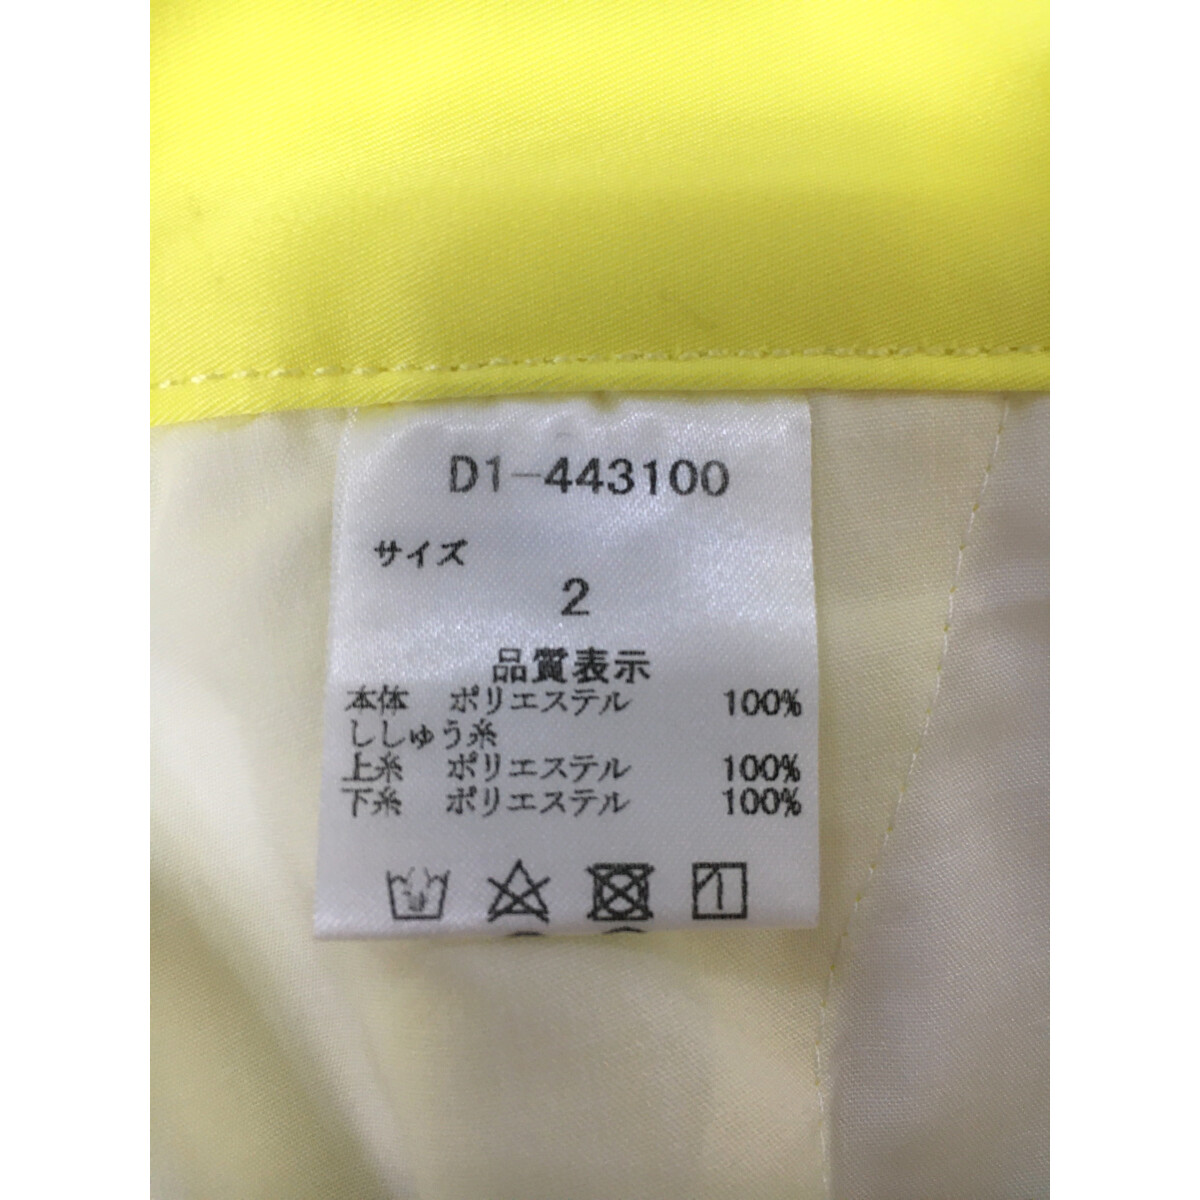 D1-443100
サイズ
2
品質表示
本体 ポリエステル 100%
ししゅう糸
上糸 ポリエステル 100%
下糸 ポリエステル 100%